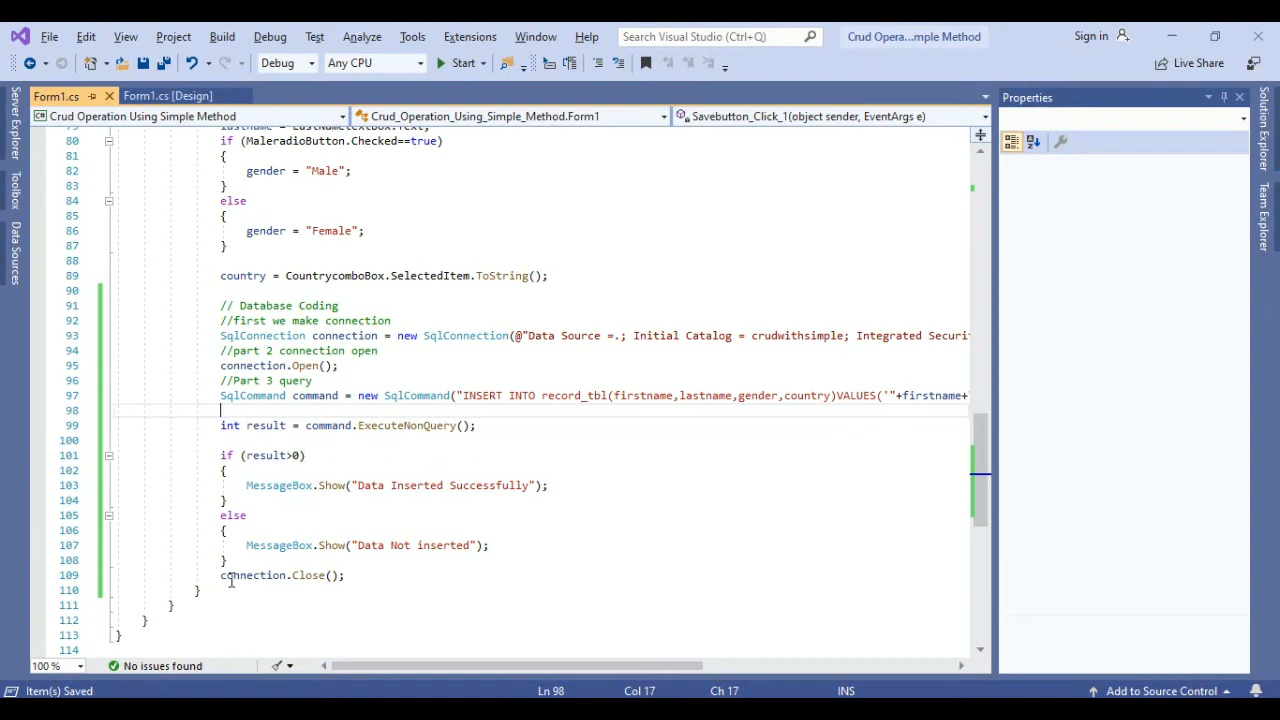 File Edit View Project Build Debug Test Analyze Tools Extensions Window Help Search Visual Studio (Ctrl+Q) Crud Opera...mple Method Sign in
Debug Any CPU Start Live Share
Form1.cs Form1.cs [Design] Properties
Crud Operation Using Simple Method Crud_Operation_Using_Simple_Method.Form1 Savebutton_Click_1(object sender, EventArgs e)
Server Explorer
Toolbox
Data Sources
Solution Explorer
Team Explorer
79 lastname = LastNametextBox.Text;
80 if (MaleradioButton.Checked==true)
81 {
82 gender = "Male";
83 }
84 else
85 {
86 gender = "Female";
87 }
88
89 country = CountrycomboBox.SelectedItem.ToString();
90
91 // Database Coding
92 //first we make connection
93 SqlConnection connection = new SqlConnection(@"Data Source =.; Initial Catalog = crudwithsimple; Integrated Securit
94 //part 2 connection open
95 connection.Open();
96 //Part 3 query
97 SqlCommand command = new SqlCommand("INSERT INTO record_tbl(firstname,lastname,gender,country)VALUES('"+firstname+"
98
99 int result = command.ExecuteNonQuery();
100
101 if (result>0)
102 {
103 MessageBox.Show("Data Inserted Successfully");
104 }
105 else
106 {
107 MessageBox.Show("Data Not inserted");
108 }
109 connection.Close();
110 }
111 }
112 }
113 }
114
100 % No issues found
Item(s) Saved Ln 98 Col 17 Ch 17 INS Add to Source Control